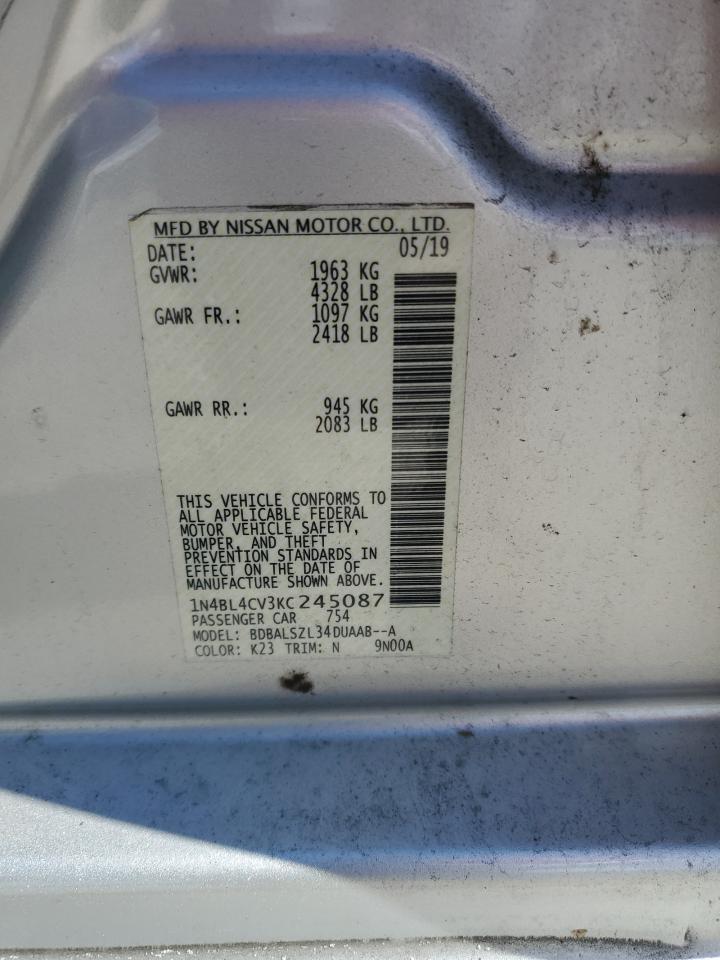 MFD BY NISSAN MOTOR CO., LTD.
DATE: 05/19
GVWR: 1963 KG
4328 LB
GAWR FR.: 1097 KG
2418 LB
GAWR RR.: 945 KG
2083 LB
THIS VEHICLE CONFORMS TO
ALL APPLICABLE FEDERAL
MOTOR VEHICLE SAFETY,
BUMPER, AND THEFT
PREVENTION STANDARDS IN
EFFECT ON THE DATE OF
MANUFACTURE SHOWN ABOVE.
1N4BL4CV3KC245087
PASSENGER CAR 754
MODEL: BDBALSZL34DUAAB--A
COLOR: K23 TRIM: N 9N00A